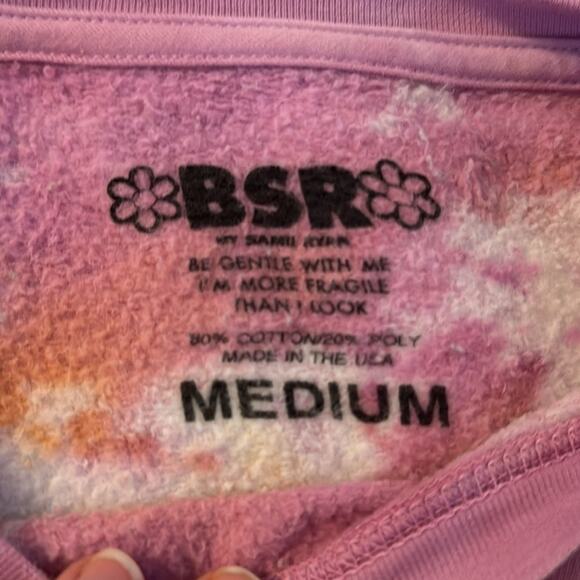 BSR
BY SAMII RYAN
BE GENTLE WITH ME
I'M MORE FRAGILE
THAN I LOOK
80% COTTON/20% POLY
MADE IN THE USA
MEDIUM